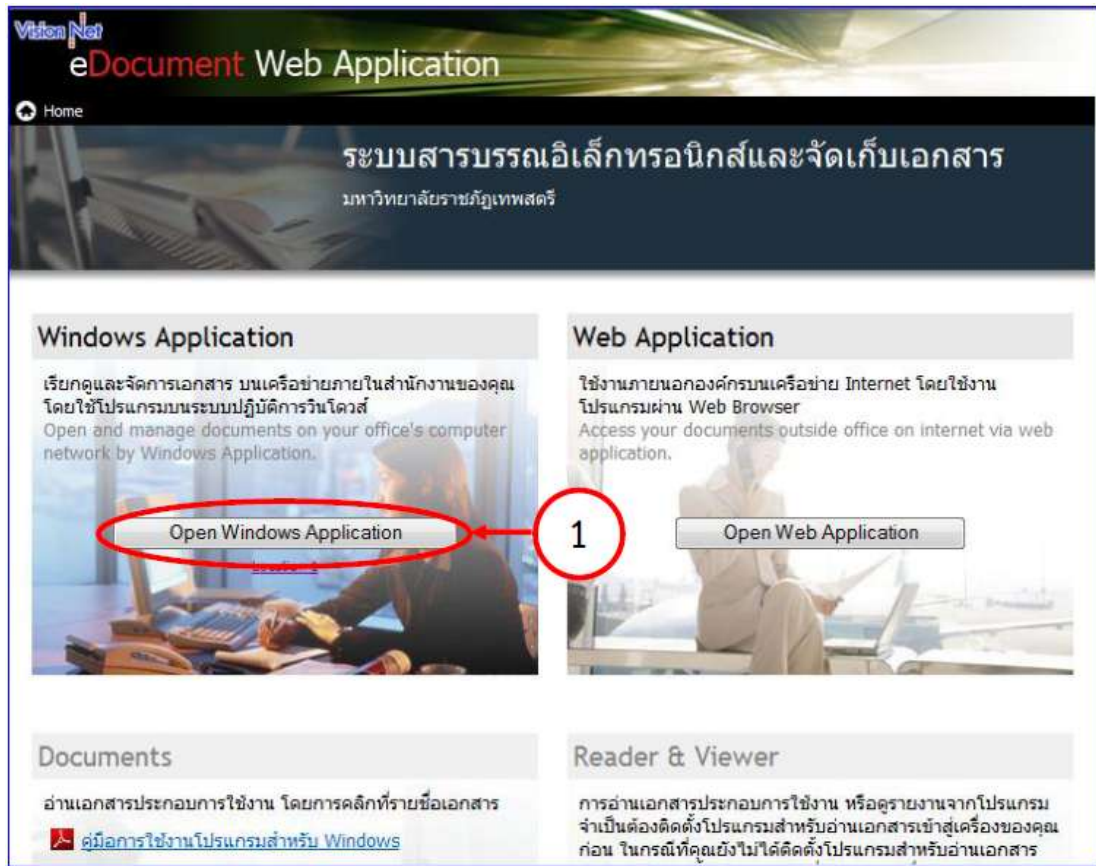 Vision Net
eDocument Web Application
Home
ระบบสารบรรณอิเล็กทรอนิกส์และจัดเก็บเอกสาร
มหาวิทยาลัยราชภัฏเทพสตรี
Windows Application
เรียกดูและจัดการเอกสาร บนเครือข่ายภายในสำนักงานของคุณ
โดยใช้โปรแกรมบนระบบปฏิบัติการวินโดวส์
Open and manage documents on your office's computer
network by Windows Application.
Open Windows Application
1
Web Application
ใช้งานภายนอกองค์กรบนเครือข่าย Internet โดยใช้งาน
โปรแกรมผ่าน Web Browser
Access your documents outside office on internet via web
application.
Open Web Application
Documents
อ่านเอกสารประกอบการใช้งาน โดยการคลิกที่รายชื่อเอกสาร
คู่มือการใช้งานโปรแกรมสำหรับ Windows
Reader & Viewer
การอ่านเอกสารประกอบการใช้งาน หรือดูรายงานจากโปรแกรม
จำเป็นต้องติดตั้งโปรแกรมสำหรับอ่านเอกสารเข้าสู่เครื่องของคุณ
ก่อน ในกรณีที่คุณยังไม่ได้ติดตั้งโปรแกรมสำหรับอ่านเอกสาร